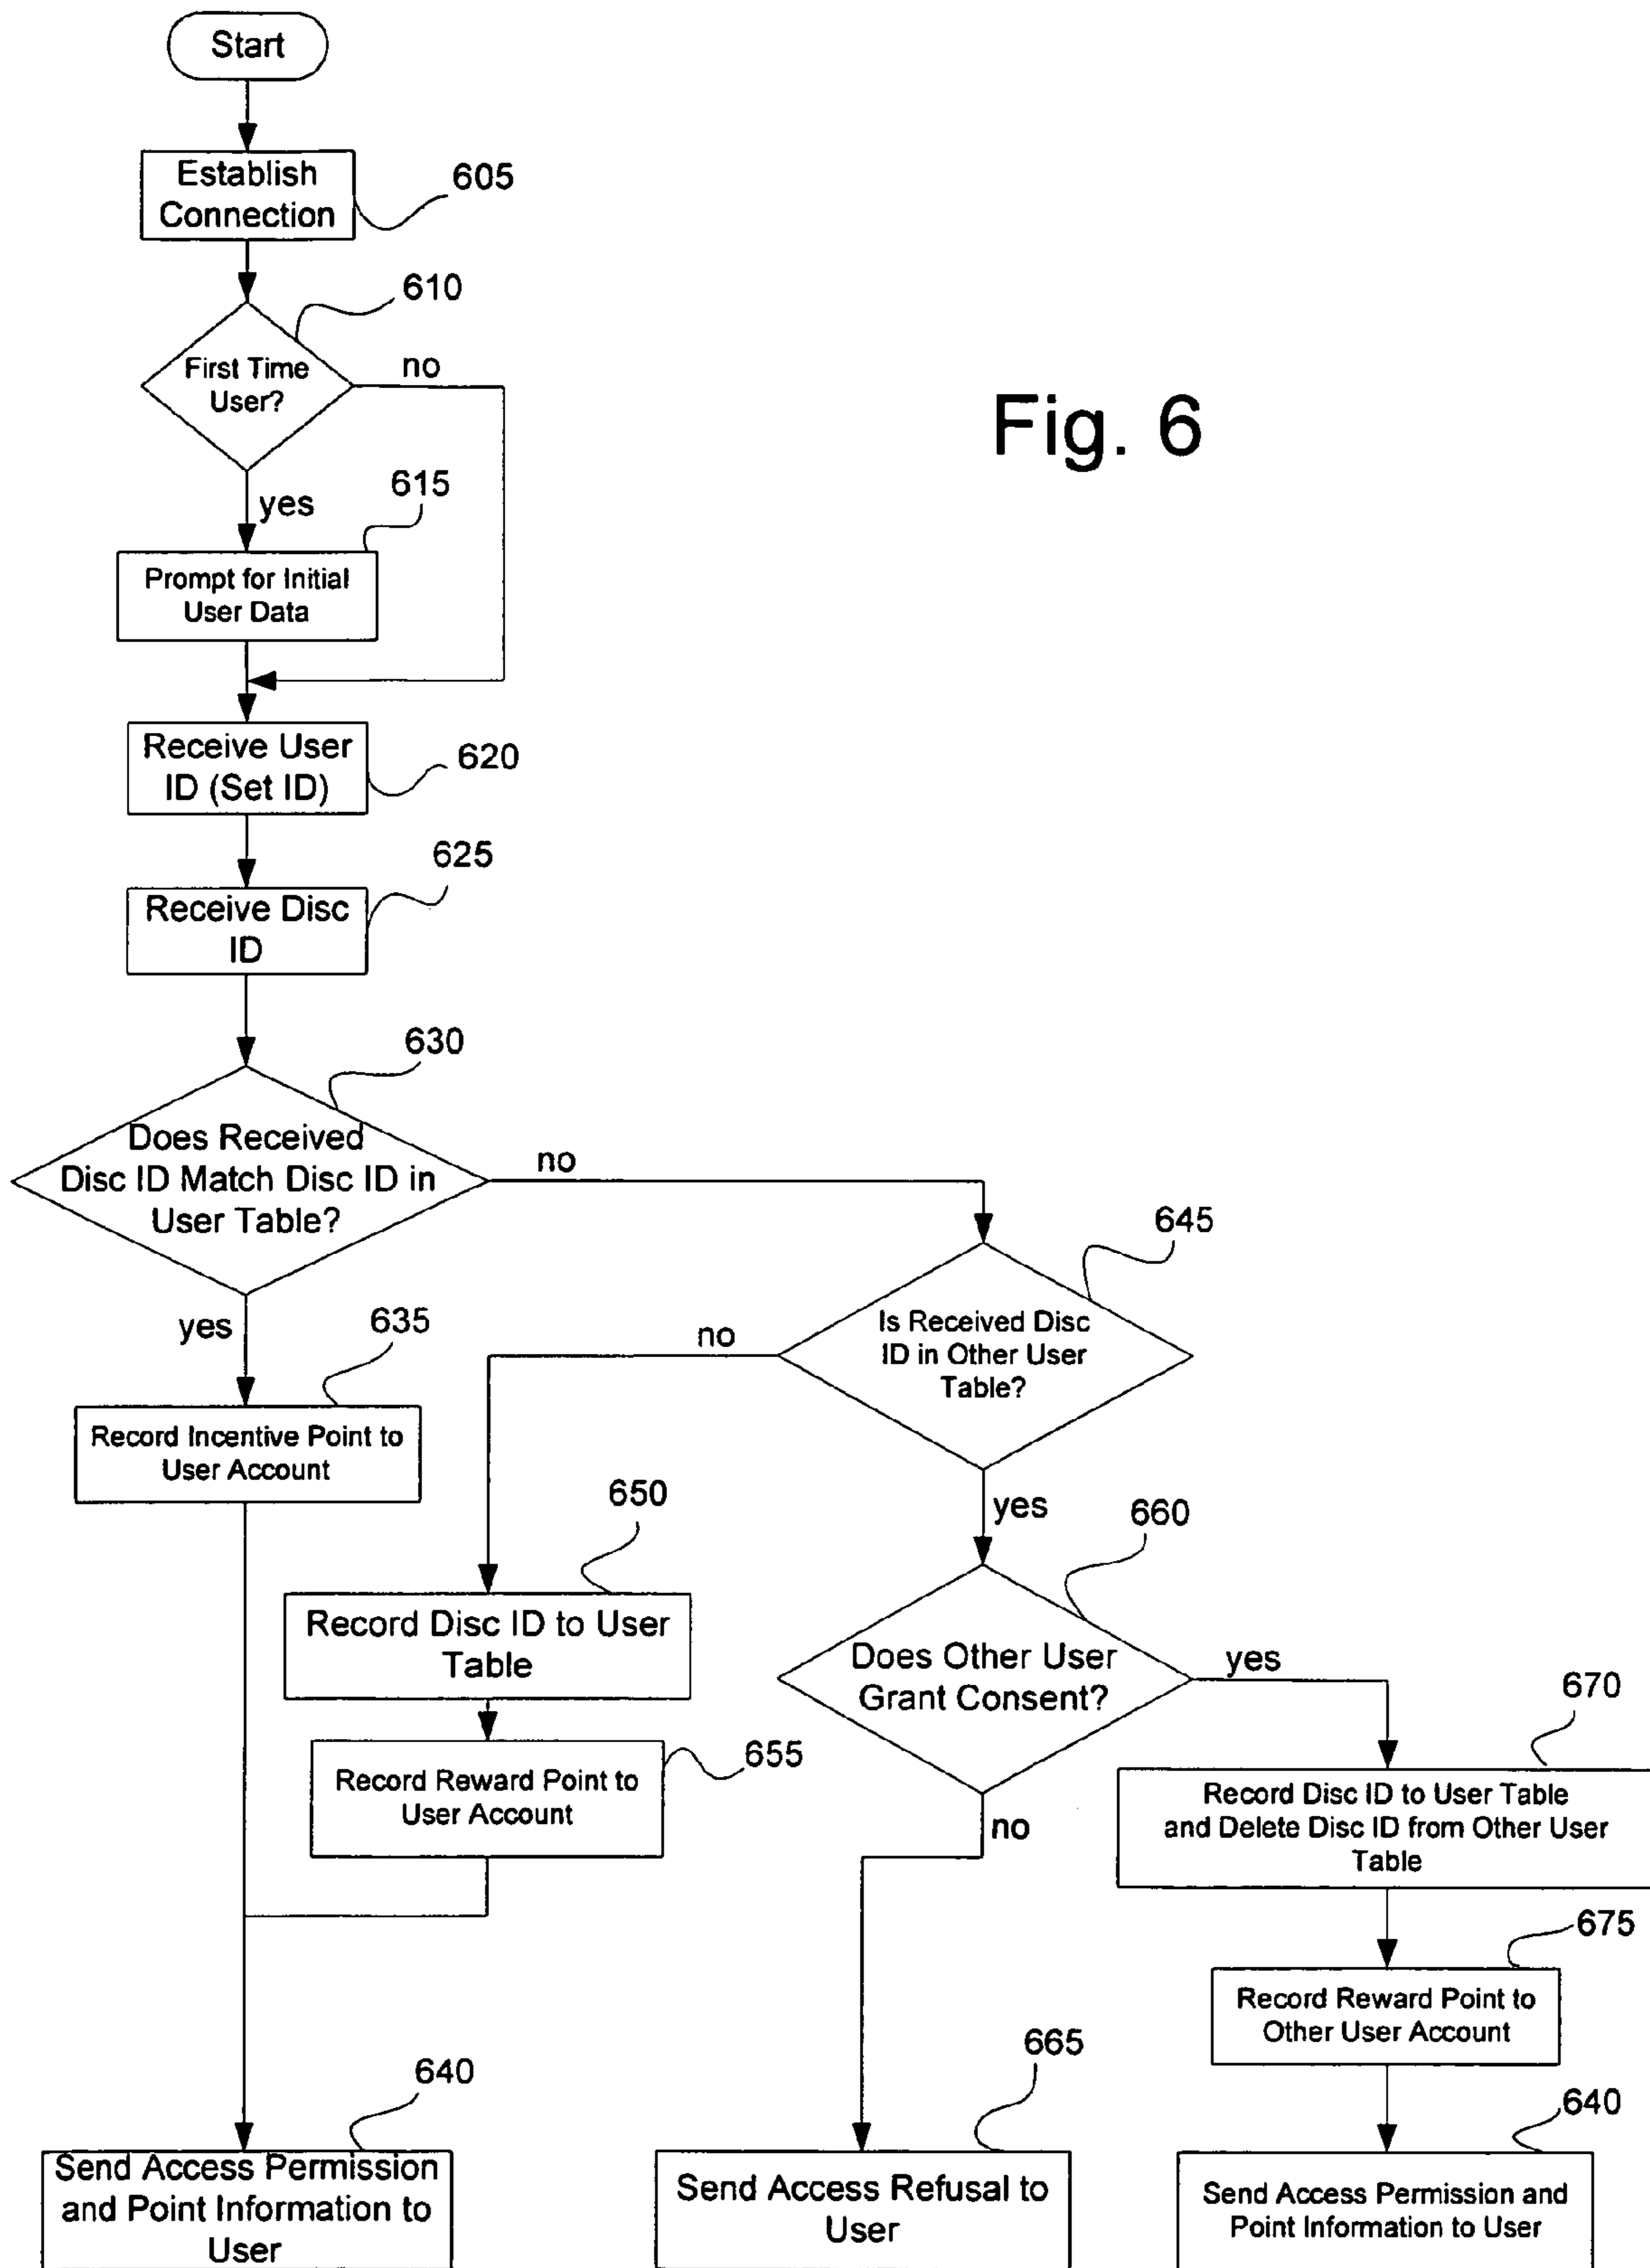 Start
Establish
Connection
605
610
First Time
User?
no
Fig. 6
yes
615
Prompt for Initial
User Data
Receive User
ID (Set ID)
620
625
Receive Disc
ID
630
Does Received
Disc ID Match Disc ID in
User Table?
no
645
Is Received Disc
ID in Other User
Table?
no
yes
635
Record Incentive Point to
User Account
650
yes
660
Record Disc ID to User
Table
Does Other User
Grant Consent?
yes
670
655
Record Reward Point to
User Account
no
Record Disc ID to User Table
and Delete Disc ID from Other User
Table
675
Record Reward Point to
Other User Account
640
665
640
Send Access Permission
and Point Information to
User
Send Access Refusal to
User
Send Access Permission and
Point Information to User